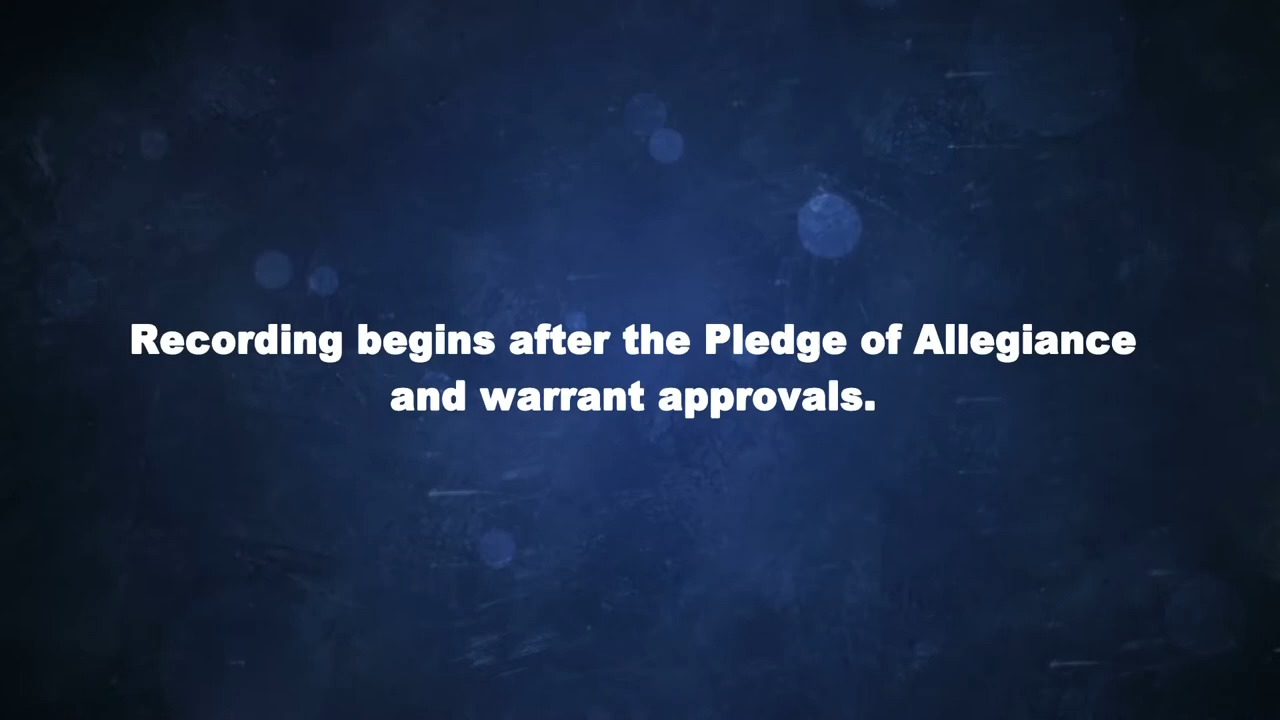 Recording begins after the Pledge of Allegiance
and warrant approvals.